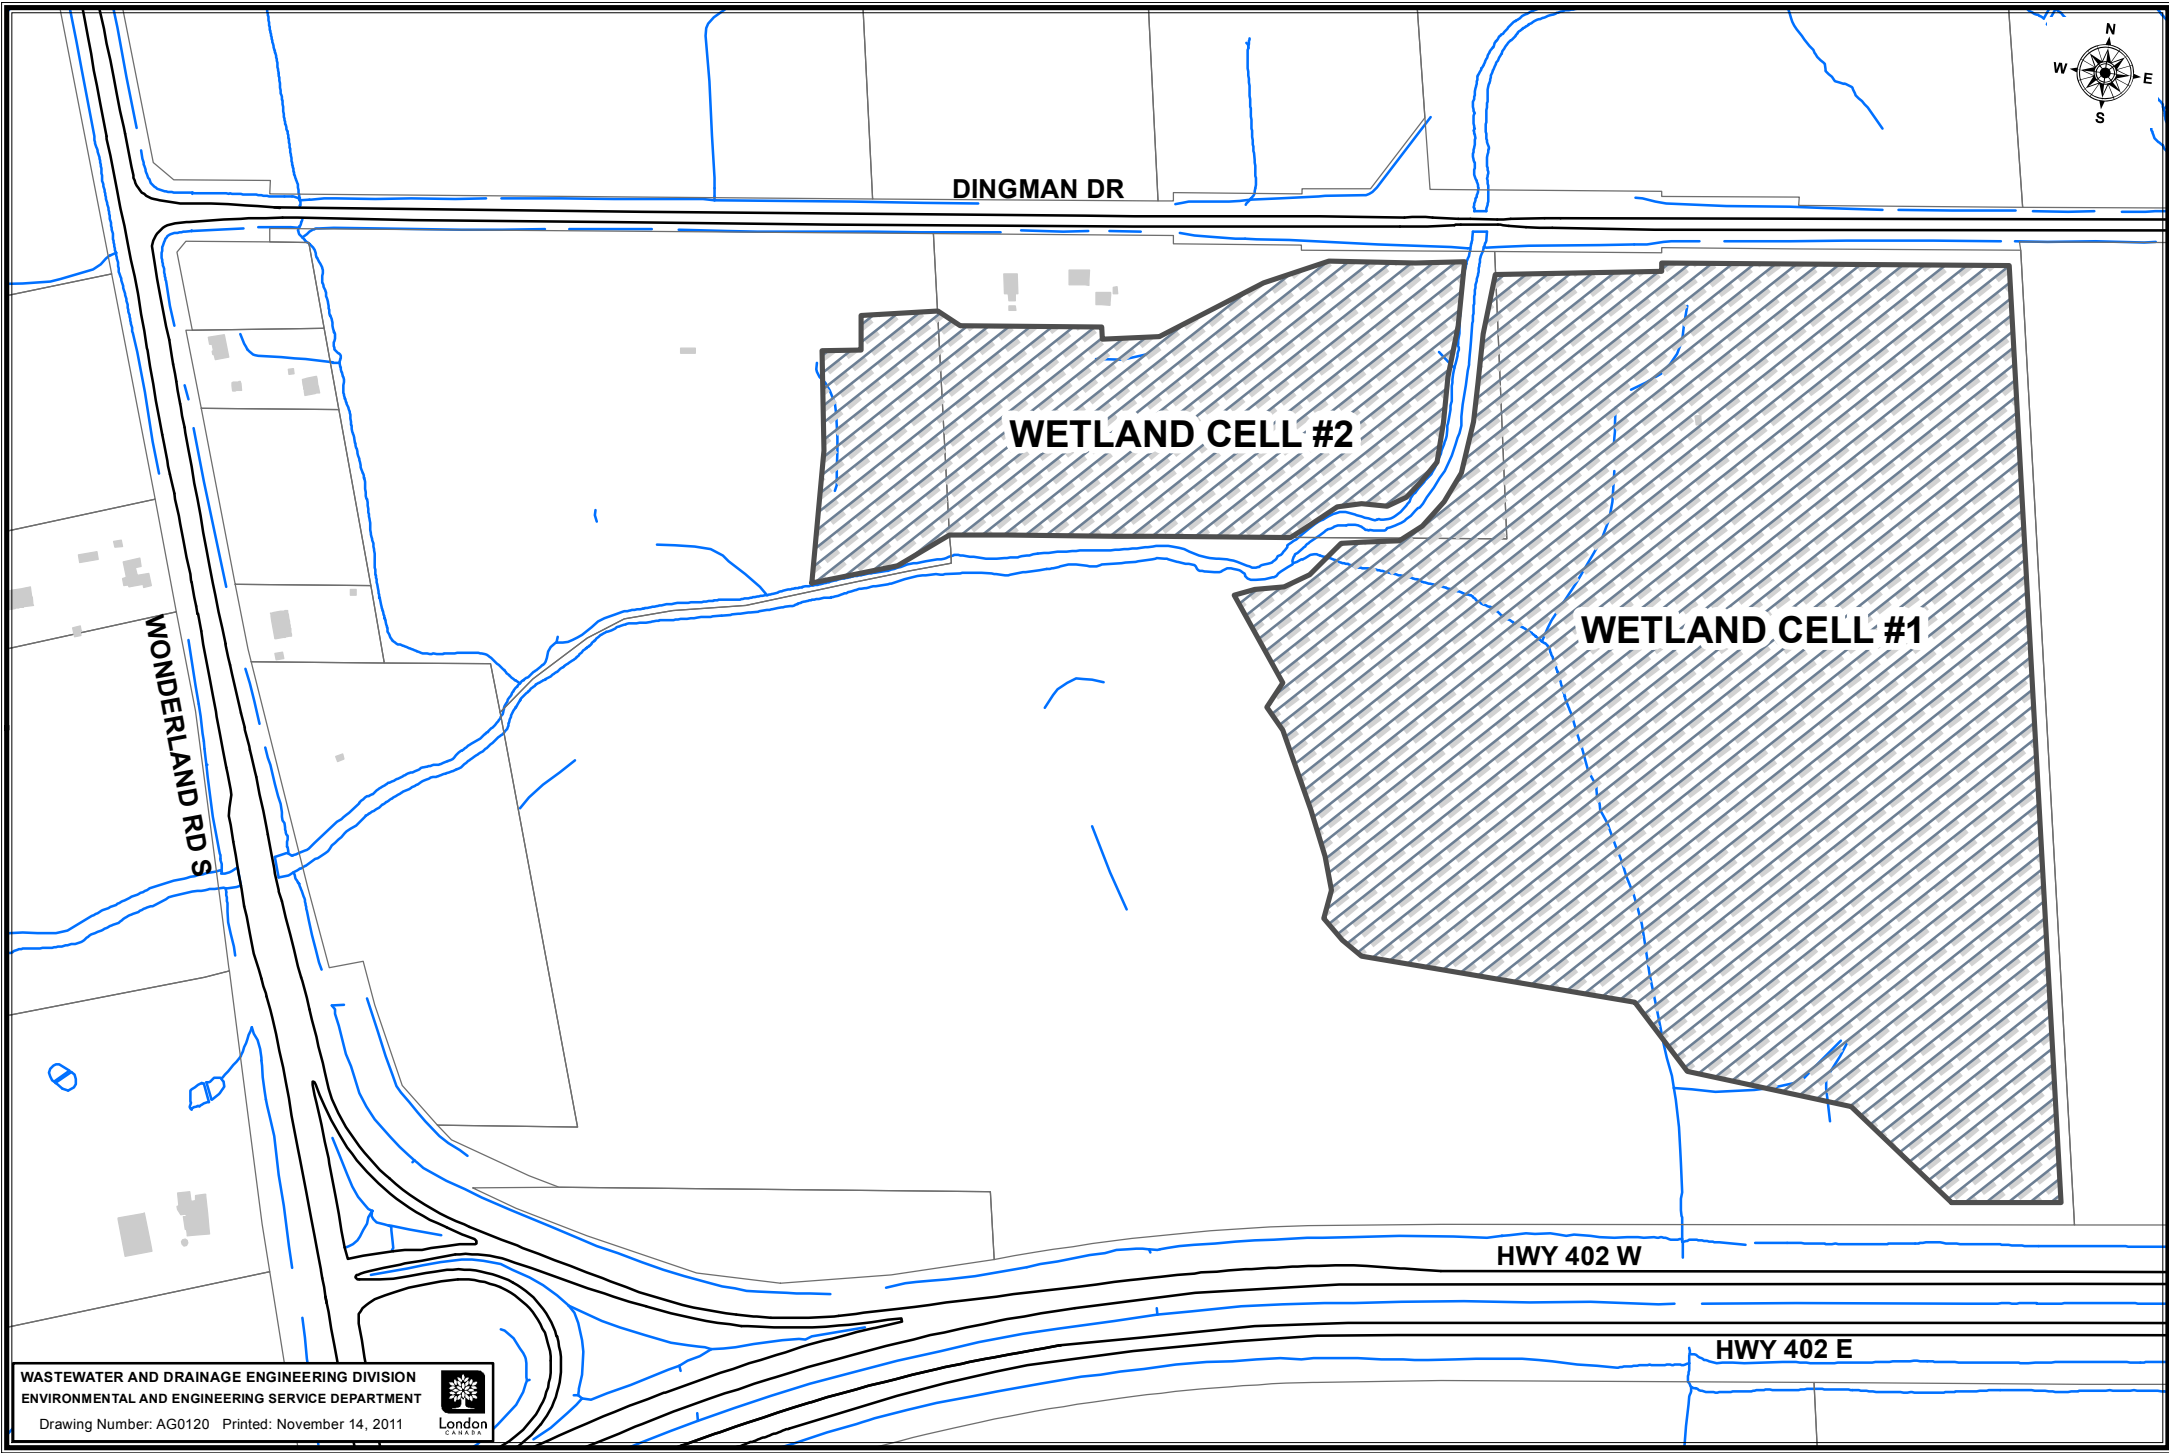 N
W
E
S
DINGMAN DR
WETLAND CELL #2
WETLAND CELL #1
WONDERLAND RD S
HWY 402 W
HWY 402 E
WASTEWATER AND DRAINAGE ENGINEERING DIVISION
ENVIRONMENTAL AND ENGINEERING SERVICE DEPARTMENT
Drawing Number: AG0120 Printed: November 14, 2011
London
CANADA